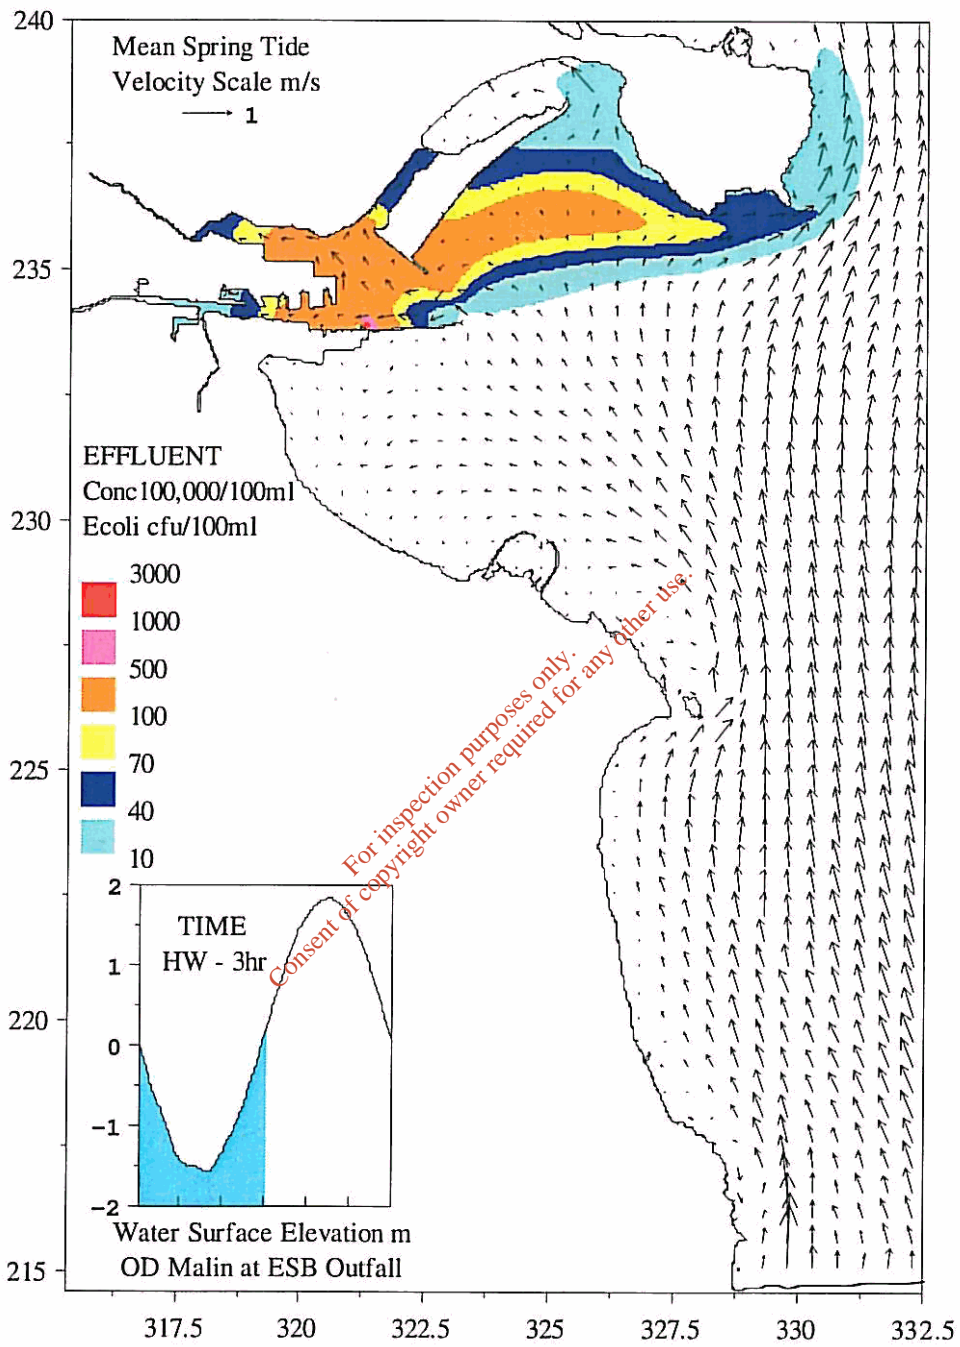 240
Mean Spring Tide
Velocity Scale m/s
1
235
EFFLUENT
Conc100,000/100ml
Ecoli cfu/100ml
230
3000
1000
500
100
70
40
10
225
For inspection purposes only.
Consent of copyright owner required for any other use.
2
TIME
HW - 3hr
1
0
-1
-2
220
Water Surface Elevation m
OD Malin at ESB Outfall
215
317.5 320 322.5 325 327.5 330 332.5